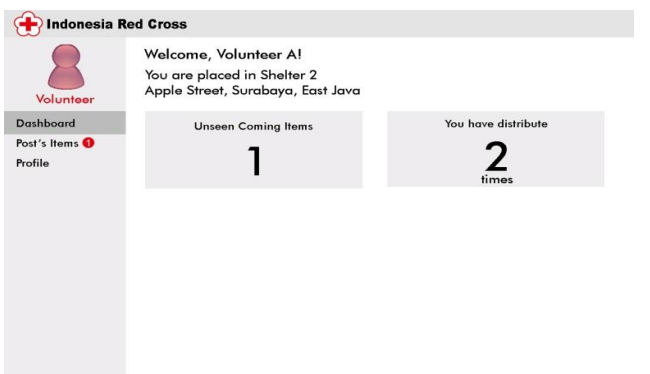 Indonesia Red Cross
Volunteer
Dashboard
Post's Items 1
Profile
Welcome, Volunteer A!
You are placed in Shelter 2
Apple Street, Surabaya, East Java
Unseen Coming Items
1
You have distribute
2
times